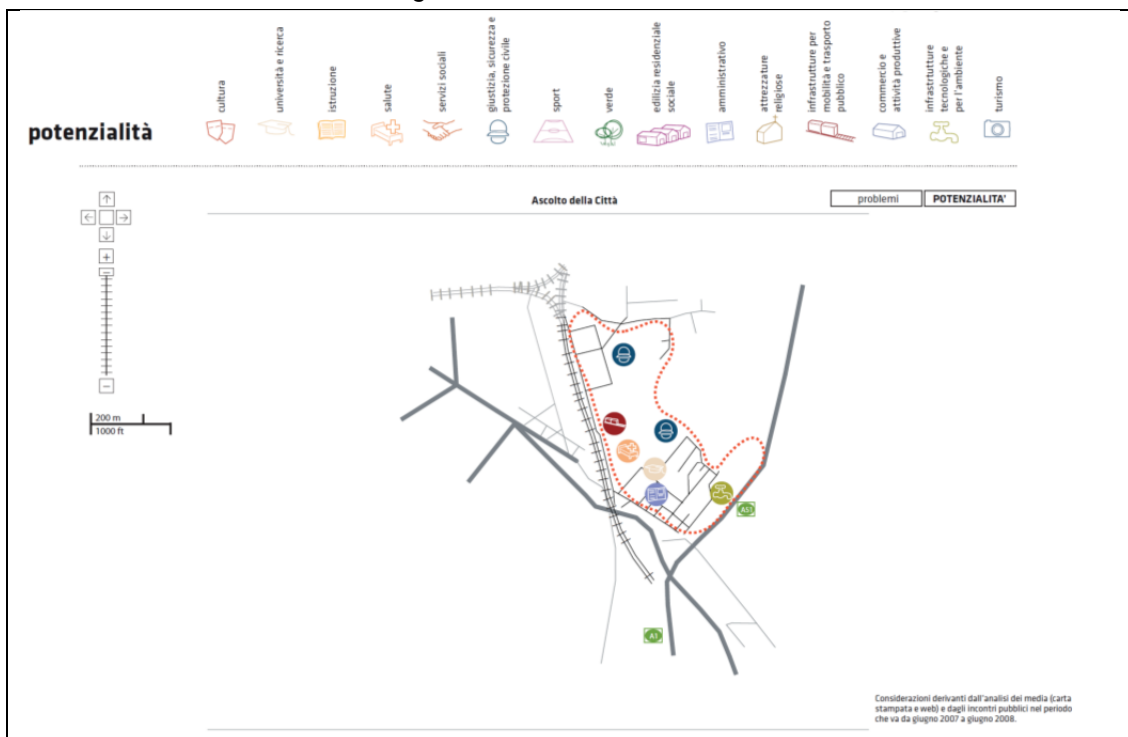 potenzialità
cultura
università e ricerca
istruzione
salute
servizi sociali
giustizia, sicurezza e
protezione civile
sport
verde
edilizia residenziale
sociale
amministrativo
attrezzature
religiose
infrastrutture per
mobilità e trasporto
pubblico
commercio e
attività produttive
infrastrtutture
tecnologiche e
per l'ambiente
turismo
Ascolto della Città
problemi
POTENZIALITA'
+
−
200 m
1000 ft
A51
A1
Considerazioni derivanti dall'analisi dei media (carta
stampata e web) e dagli incontri pubblici nel periodo
che va da giugno 2007 a giugno 2008.